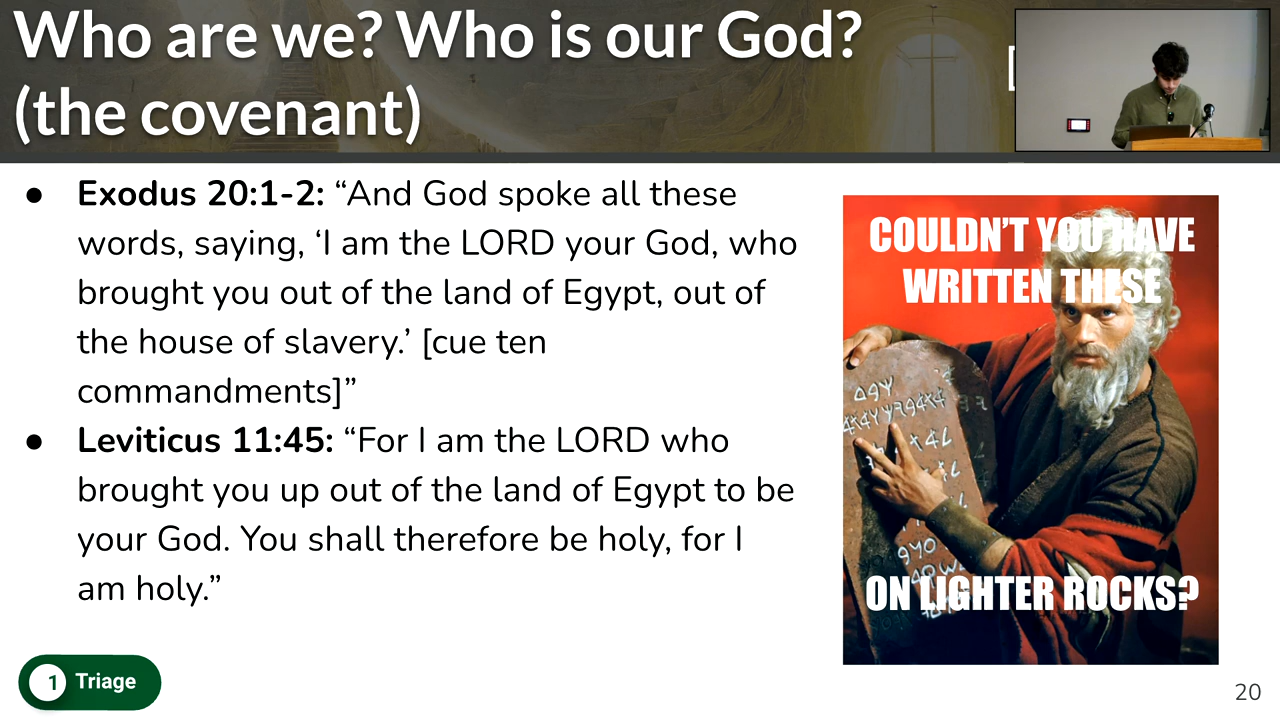 Who are we? Who is our God?
(the covenant)
● Exodus 20:1-2: “And God spoke all these
words, saying, ‘I am the LORD your God, who
brought you out of the land of Egypt, out of
the house of slavery.’ [cue ten
commandments]”
● Leviticus 11:45: “For I am the LORD who
brought you up out of the land of Egypt to be
your God. You shall therefore be holy, for I
am holy.”
COULDN’T YOU HAVE
WRITTEN THESE
ON LIGHTER ROCKS?
1 Triage
20